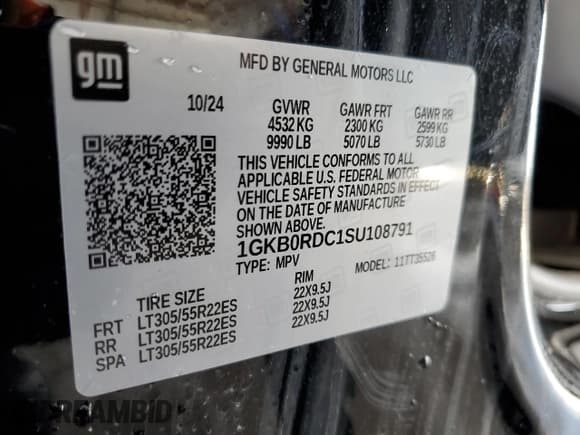 gm
MFD BY GENERAL MOTORS LLC
10/24 GVWR GAWR FRT GAWR RR
4532 KG 2300 KG 2599 KG
9990 LB 5070 LB 5730 LB
THIS VEHICLE CONFORMS TO ALL
APPLICABLE U.S. FEDERAL MOTOR
VEHICLE SAFETY STANDARDS IN EFFECT
ON THE DATE OF MANUFACTURE
SHOWN ABOVE
1GKB0RDC1SU108791
TYPE: MPV MODEL: 11TT35526
TIRE SIZE RIM
FRT LT305/55R22ES 22X9.5J
RR LT305/55R22ES 22X9.5J
SPA LT305/55R22ES 22X9.5J